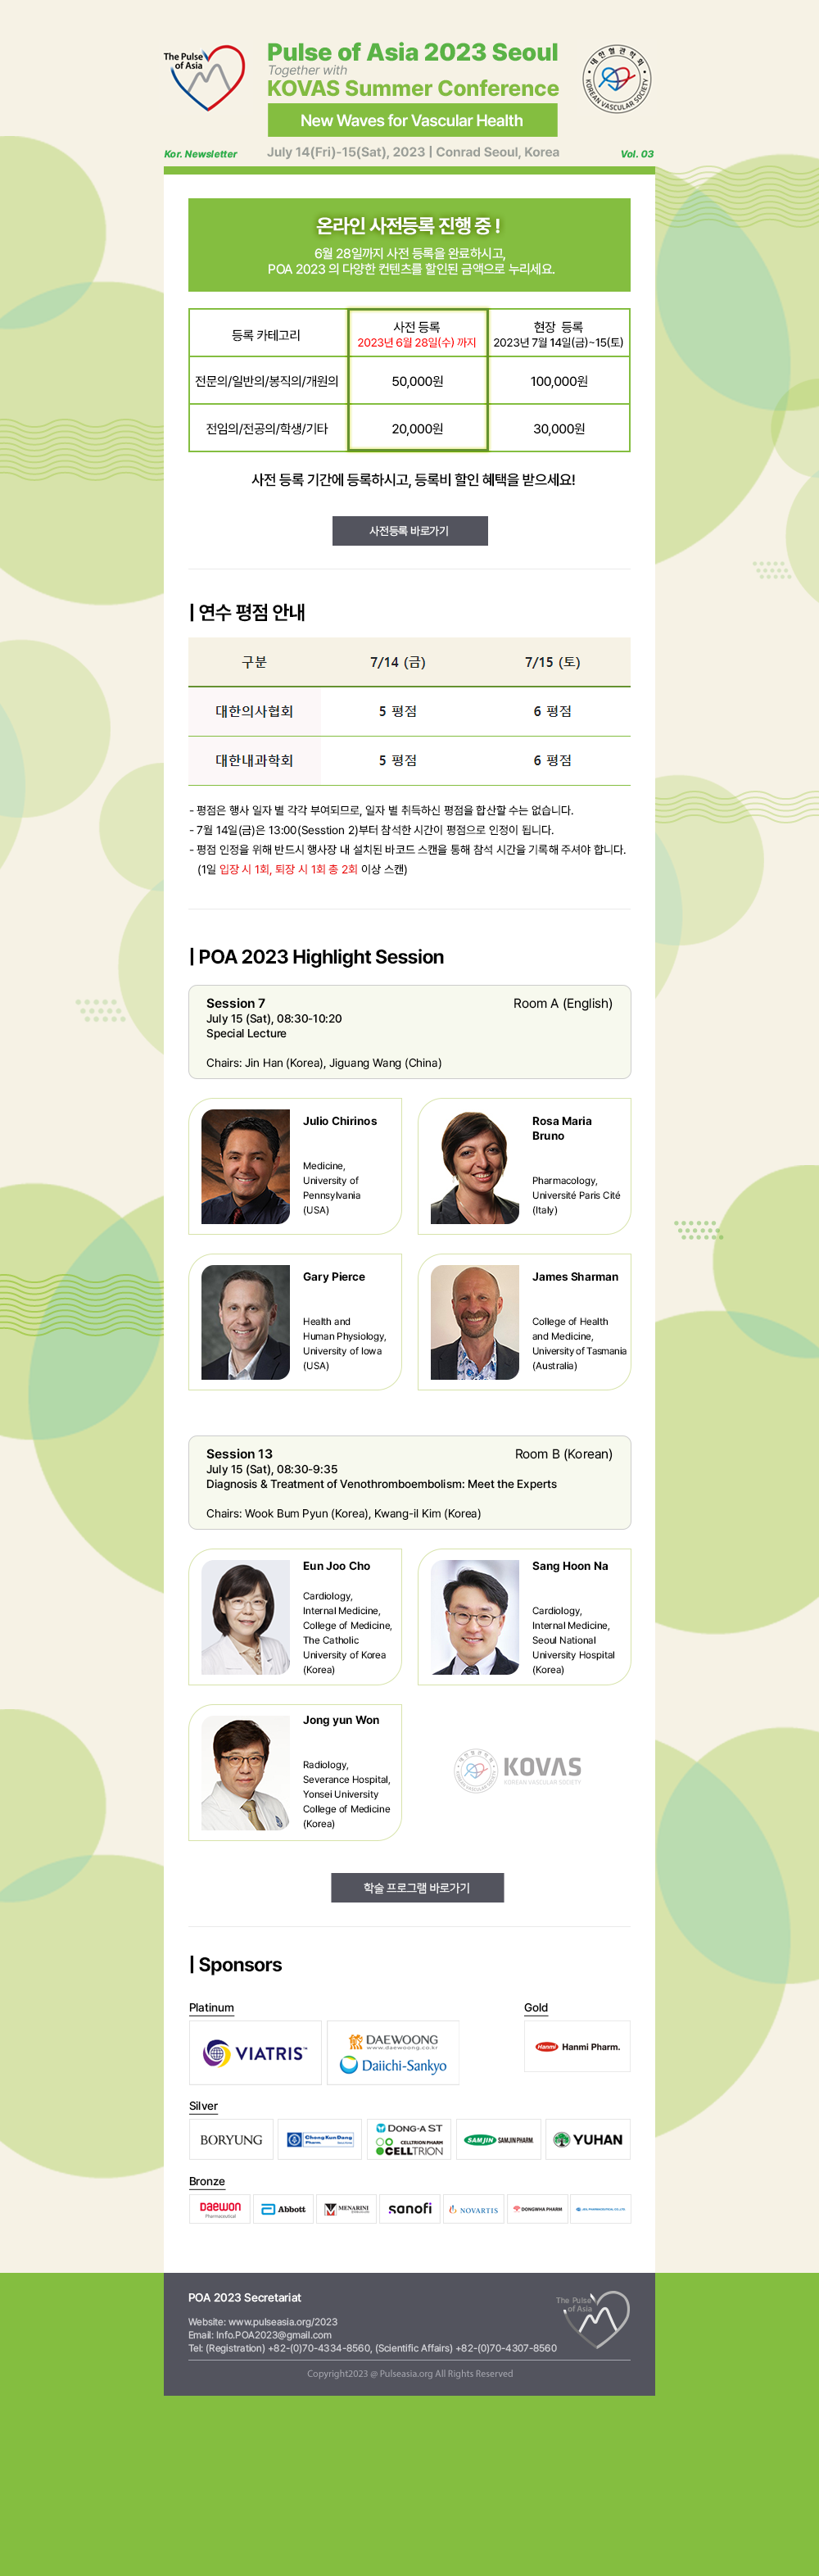 The Pulse
of Asia
Pulse of Asia 2023 Seoul
Together with
KOVAS Summer Conference
New Waves for Vascular Health
대한혈관학회
KOREAN VASCULAR SOCIETY
Kor. Newsletter
July 14(Fri)-15(Sat), 2023 | Conrad Seoul, Korea
Vol. 03
온라인 사전등록 진행 중 !
6월 28일까지 사전 등록을 완료하시고,
POA 2023 의 다양한 컨텐츠를 할인된 금액으로 누리세요.
등록 카테고리
사전 등록
2023년 6월 28일(수) 까지
현장 등록
2023년 7월 14일(금)~15(토)
전문의/일반의/봉직의/개원의
50,000원
100,000원
전임의/전공의/학생/기타
20,000원
30,000원
사전 등록 기간에 등록하시고, 등록비 할인 혜택을 받으세요!
사전등록 바로가기
| 연수 평점 안내
구분
7/14 (금)
7/15 (토)
대한의사협회
5 평점
6 평점
대한내과학회
5 평점
6 평점
- 평점은 행사 일자 별 각각 부여되므로, 일자 별 취득하신 평점을 합산할 수는 없습니다.
- 7월 14일(금)은 13:00(Sesstion 2)부터 참석한 시간이 평점으로 인정이 됩니다.
- 평점 인정을 위해 반드시 행사장 내 설치된 바코드 스캔을 통해 참석 시간을 기록해 주셔야 합니다.
(1일 입장 시 1회, 퇴장 시 1회 총 2회 이상 스캔)
| POA 2023 Highlight Session
Session 7
Room A (English)
July 15 (Sat), 08:30-10:20
Special Lecture
Chairs: Jin Han (Korea), Jiguang Wang (China)
Julio Chirinos
Medicine,
University of
Pennsylvania
(USA)
Rosa Maria
Bruno
Pharmacology,
Université Paris Cité
(Italy)
Gary Pierce
Health and
Human Physiology,
University of Iowa
(USA)
James Sharman
College of Health
and Medicine,
University of Tasmania
(Australia)
Session 13
Room B (Korean)
July 15 (Sat), 08:30-9:35
Diagnosis & Treatment of Venothromboembolism: Meet the Experts
Chairs: Wook Bum Pyun (Korea), Kwang-il Kim (Korea)
Eun Joo Cho
Cardiology,
Internal Medicine,
College of Medicine,
The Catholic
University of Korea
(Korea)
Sang Hoon Na
Cardiology,
Internal Medicine,
Seoul National
University Hospital
(Korea)
Jong yun Won
Radiology,
Severance Hospital,
Yonsei University
College of Medicine
(Korea)
KOVAS
KOREAN VASCULAR SOCIETY
학술 프로그램 바로가기
| Sponsors
Platinum
Gold
VIATRIS™
DAEWOONG
www.daewoong.co.kr
Daiichi-Sankyo
Hanmi Hanmi Pharm.
Silver
BORYUNG
Chong Kun Dang
Pharm.
DONG-A ST
CELLTRION PHARM
CELLTRION
SAMJIN SAMJIN PHARM.
YUHAN
Bronze
DAEWON
Pharmaceutical
Abbott
MENARINI
sanofi
NOVARTIS
DONGWHA PHARM
POA 2023 Secretariat
Website: www.pulseasia.org/2023
Email: Info.POA2023@gmail.com
Tel: (Registration) +82-(0)70-4334-8560, (Scientific Affairs) +82-(0)70-4307-8560
The Pulse
of Asia
Copyright2023 @ Pulseasia.org All Rights Reserved